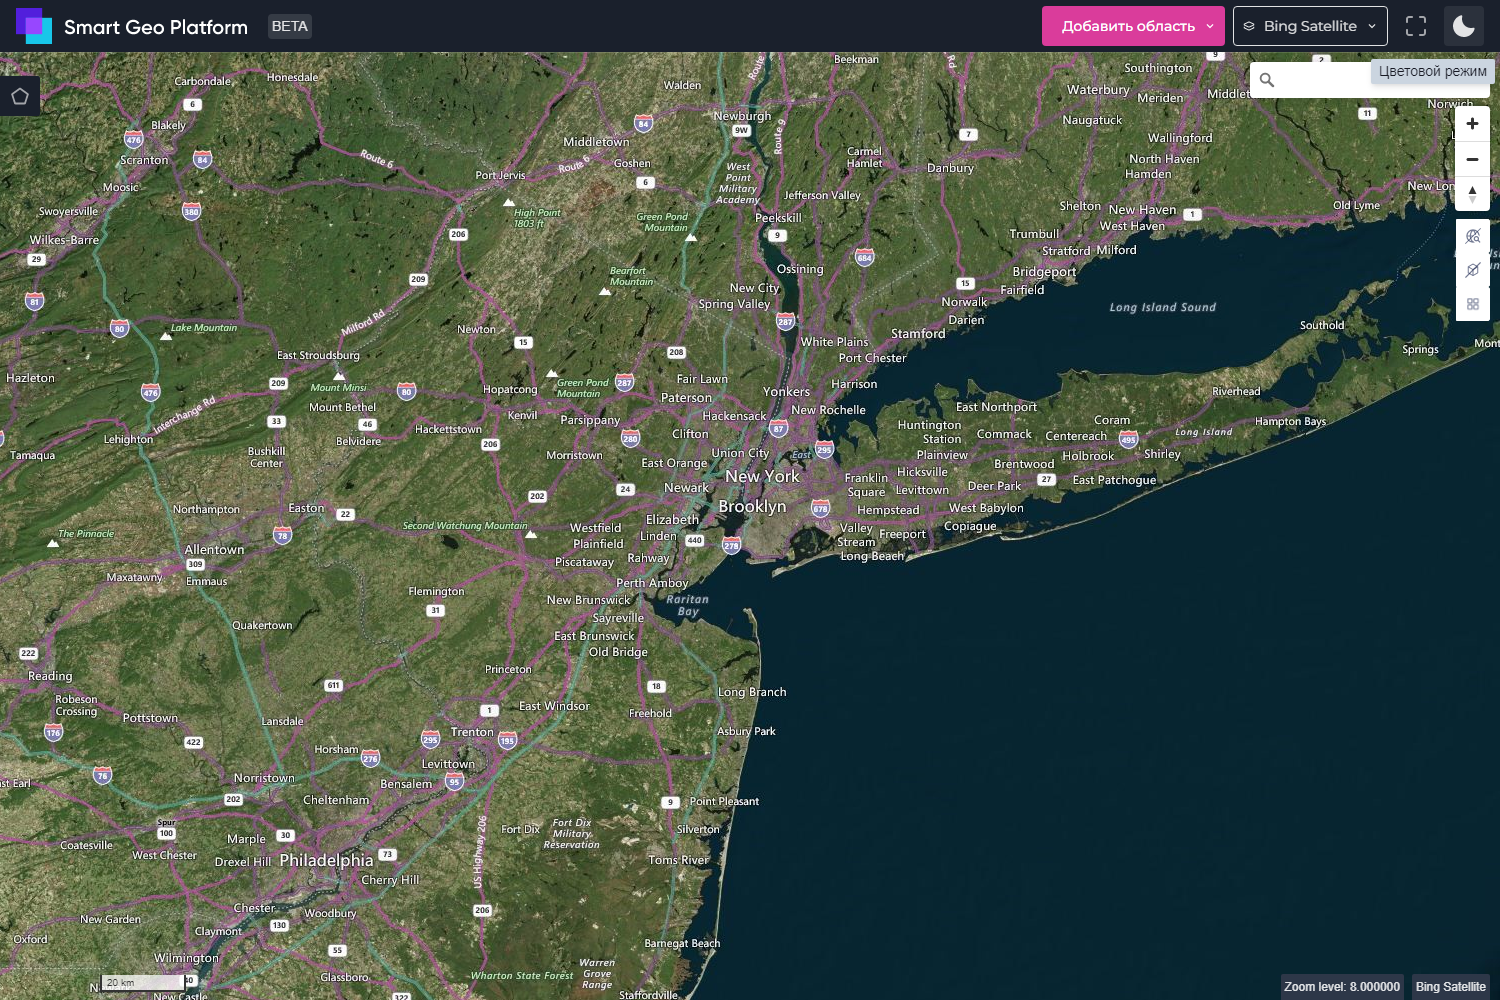 Smart Geo Platform
BETA
Добавить область
Bing Satellite
Цветовой режим
Carbondale
Honesdale
Walden
Route
Rd
Beekman
Southington
9
2
Waterbury
Meriden
Middlet
Norwich
6
Blakely
476
Scranton
84
Newburgh
9W
Route 9
84
Middletown
Naugatuck
11
7
Wallingford
Route 6
Route 6
Goshen
Carmel
Hamlet
Danbury
North Haven
Hamden
Moosic
Port Jervis
6
West
Point
Military
Academy
Jefferson Valley
New Lon
Swoyersville
380
High Point
1803 ft
Green Pond
Mountain
Peekskill
Shelton
New Haven
1
Old Lyme
West Haven
Wilkes-Barre
206
9
Trumbull
Stratford
Milford
29
684
Bridgeport
Ossining
Bearfort
Mountain
209
New City
15
Fairfield
81
Spring Valley
Norwalk
Long Island Sound
Darien
80
Lake Mountain
Milford Rd
Newton
287
Stamford
Southold
White Plains
15
208
Port Chester
Springs
Mont
East Stroudsburg
Hazleton
209
Mount Minsi
80
Hopatcong
Green Pond
Mountain
287
Fair Lawn
Harrison
476
Yonkers
Riverhead
Paterson
Interchange Rd
Mount Bethel
Kenvil
Parsippany
Hackensack
New Rochelle
East Northport
33
46
Hackettstown
Clifton
87
Huntington
Station
Coram
Hampton Bays
Lehighton
Belvidere
206
280
295
Commack
Centereach
495
Long Island
Tamaqua
Bushkill
Center
Morristown
Union City
East
Plainview
Holbrook
Shirley
East Orange
Brentwood
New York
Hicksville
27
East Patchogue
Newark
Franklin
Square
Levittown
Deer Park
202
24
Northampton
Easton
22
Brooklyn
678
Hempstead
West Babylon
Second Watchung Mountain
Westfield
Elizabeth
Linden
Valley
Stream
Freeport
Copiague
The Pinnacle
78
Plainfield
440
278
Allentown
309
Piscataway
Rahway
Long Beach
Maxatawny
Emmaus
Perth Amboy
Flemington
New Brunswick
Raritan
Bay
31
Sayreville
Quakertown
East Brunswick
222
Old Bridge
Reading
Princeton
611
18
Long Branch
Robeson
Crossing
Pottstown
Lansdale
1
East Windsor
Freehold
176
Trenton
195
Asbury Park
422
Horsham
276
295
Levittown
76
Norristown
Bensalem
95
st Earl
202
Cheltenham
9
Point Pleasant
Spur
100
30
Marple
US Highway 206
Fort Dix
Fort Dix
Military
Reservation
Silverton
Coatesville
West Chester
Drexel Hill
Philadelphia
73
Toms River
Cherry Hill
Chester
Woodbury
206
New Garden
130
Claymont
Oxford
55
Barnegat Beach
Wilmington
Glassboro
Wharton State Forest
Warren
Grove
Range
20 km
40
New Castle
322
Staffordville
Zoom level: 8.000000
Bing Satellite